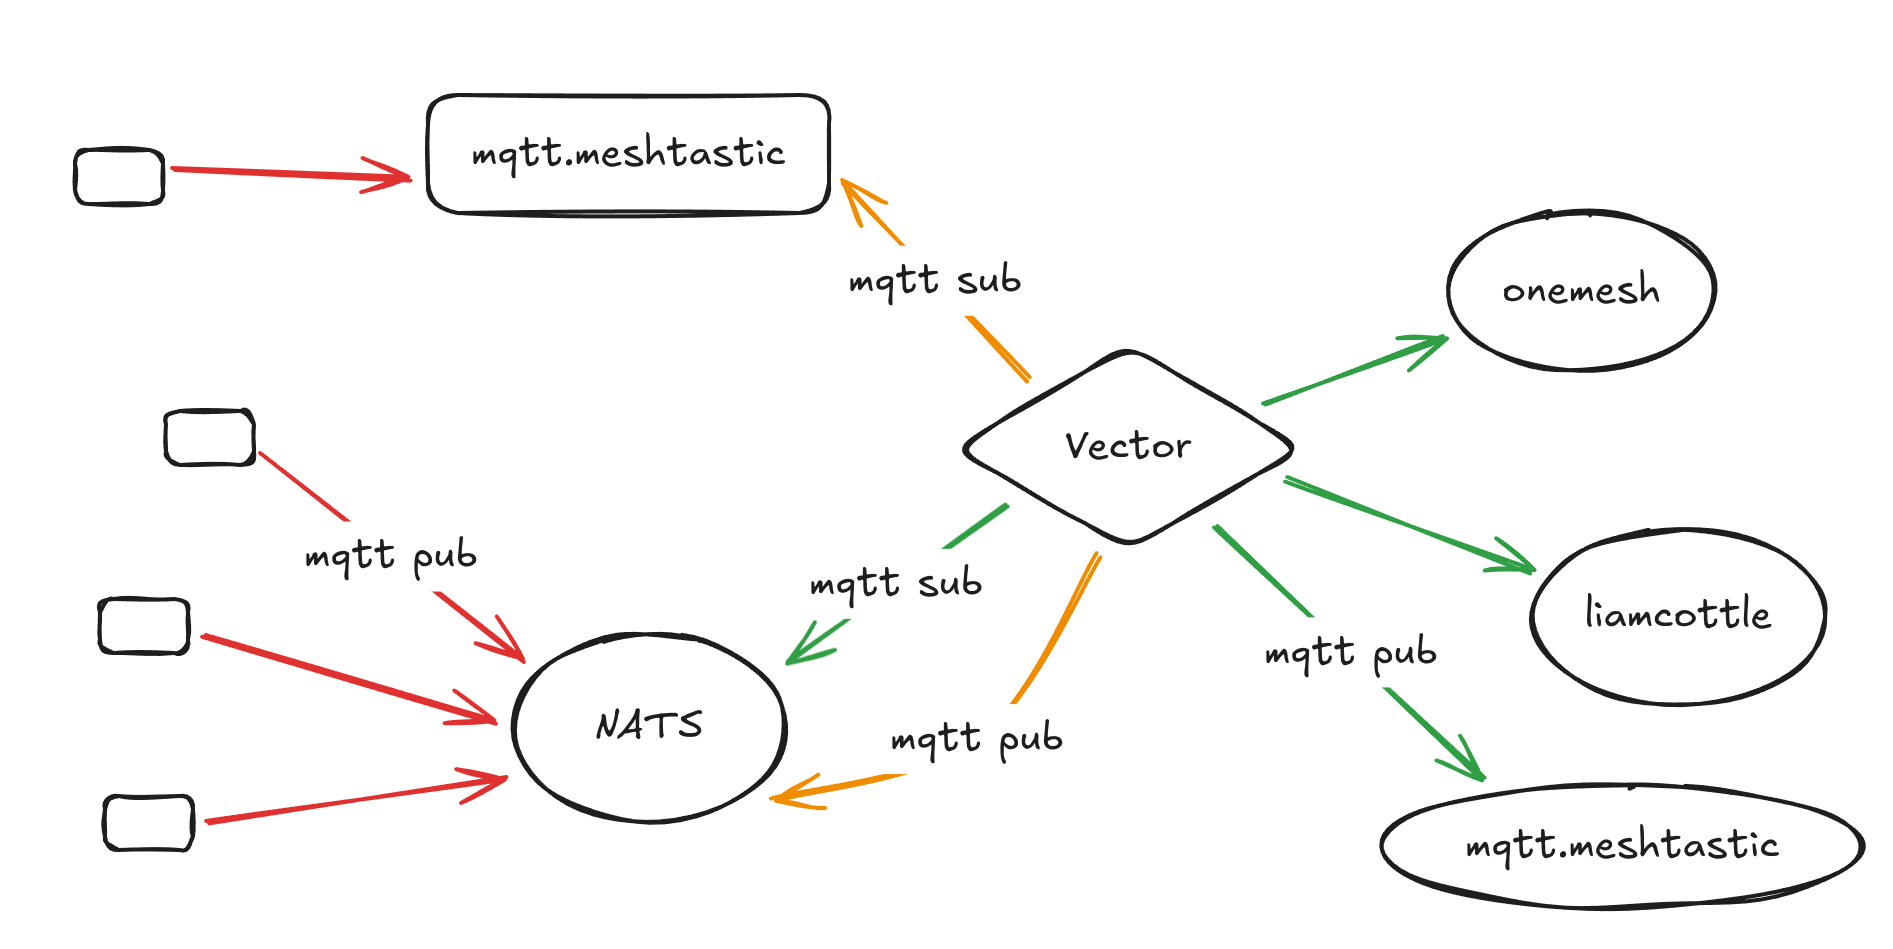 mqtt.meshtastic
mqtt sub
onemesh
Vector
mqtt pub
mqtt sub
liamcottle
mqtt pub
NATS
mqtt pub
mqtt.meshtastic